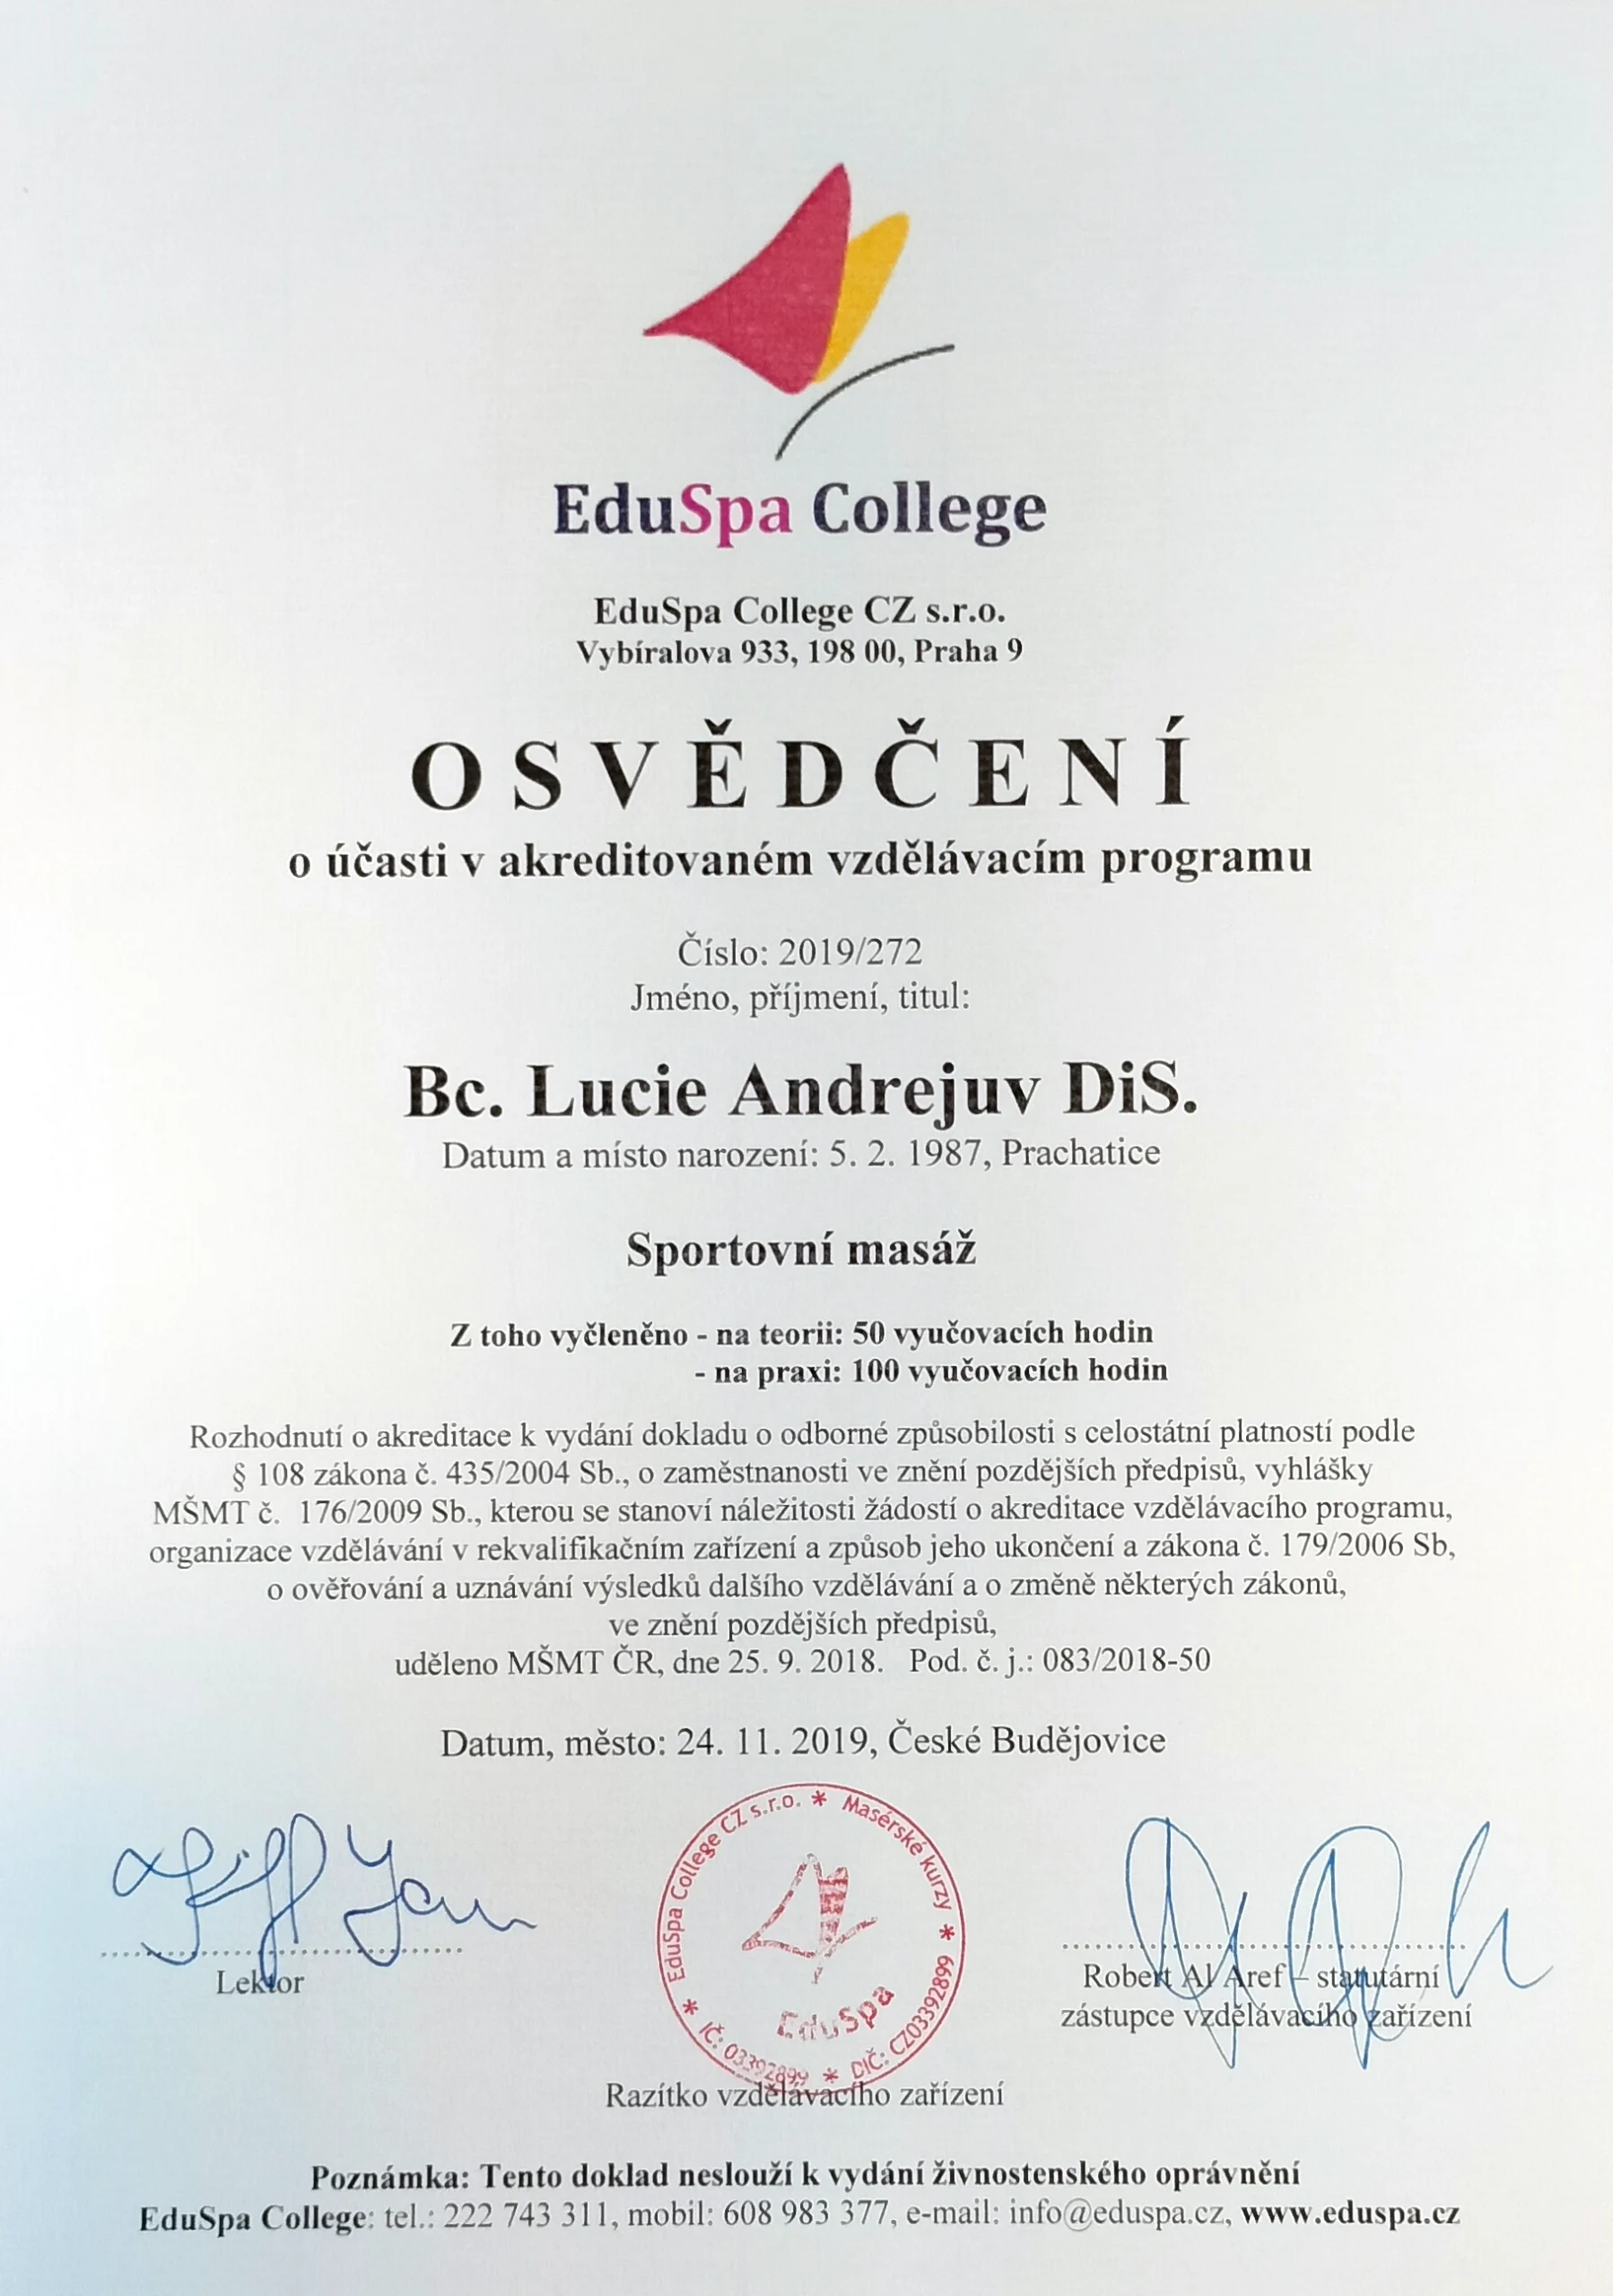 EduSpa College
EduSpa College CZ s.r.o.
Vybíralova 933, 198 00, Praha 9
OSVĚDČENÍ
o účasti v akreditovaném vzdělávacím programu
Číslo: 2019/272
Jméno, příjmení, titul:
Bc. Lucie Andrejuv DiS.
Datum a místo narození: 5. 2. 1987, Prachatice
Sportovní masáž
Z toho vyčleněno - na teorii: 50 vyučovacích hodin
- na praxi: 100 vyučovacích hodin
Rozhodnutí o akreditace k vydání dokladu o odborné způsobilosti s celostátní platností podle
§ 108 zákona č. 435/2004 Sb., o zaměstnanosti ve znění pozdějších předpisů, vyhlášky
MŠMT č. 176/2009 Sb., kterou se stanoví náležitosti žádostí o akreditace vzdělávacího programu,
organizace vzdělávání v rekvalifikačním zařízení a způsob jeho ukončení a zákona č. 179/2006 Sb,
o ověřování a uznávání výsledků dalšího vzdělávání a o změně některých zákonů,
ve znění pozdějších předpisů,
uděleno MŠMT ČR, dne 25. 9. 2018. Pod. č. j.: 083/2018-50
Datum, město: 24. 11. 2019, České Budějovice
EduSpa College CZ s.r.o. * Masérské kurzy *
* IČ: 03392899 * DIČ: CZ03392899
EduSpa
Lektor
Robert Al Aref – statutární
zástupce vzdělávacího zařízení
Razítko vzdělávacího zařízení
Poznámka: Tento doklad neslouží k vydání živnostenského oprávnění
EduSpa College: tel.: 222 743 311, mobil: 608 983 377, e-mail: info@eduspa.cz, www.eduspa.cz